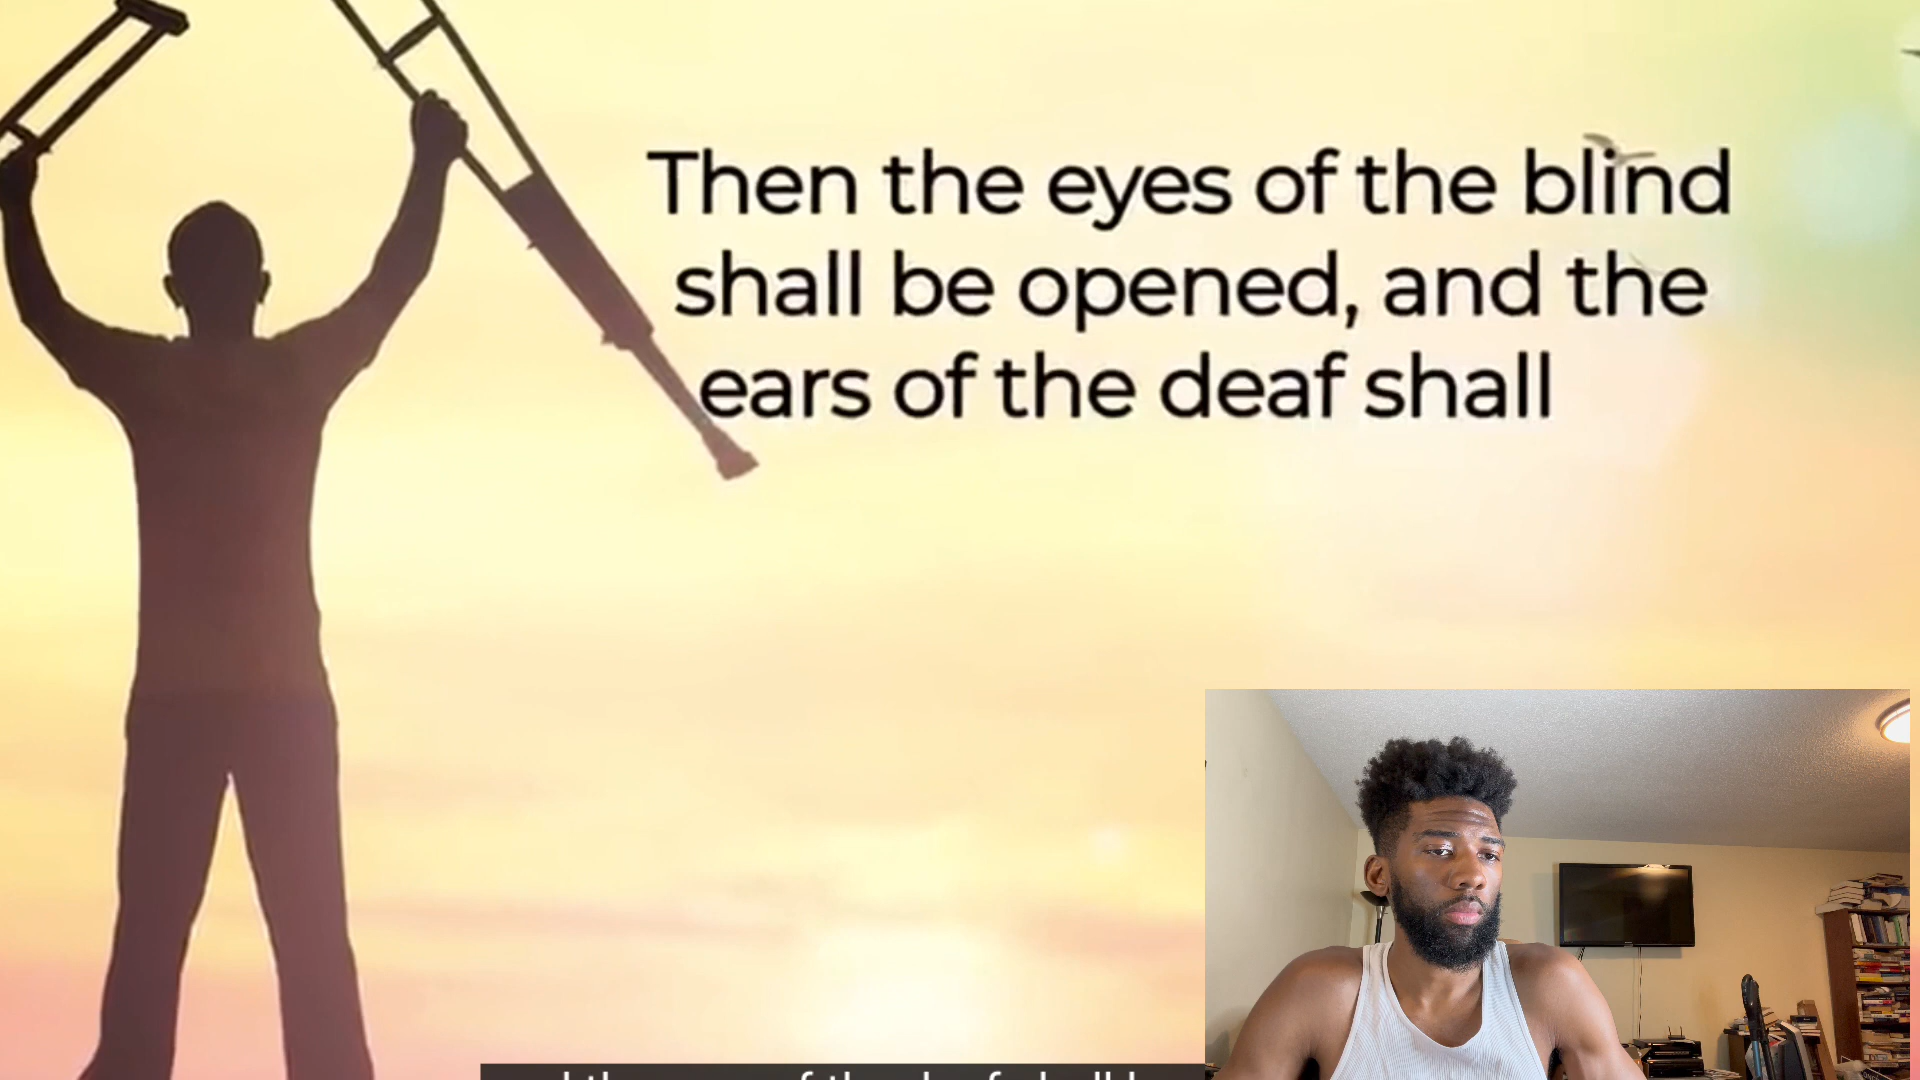 Then the eyes of the blind
shall be opened, and the
ears of the deaf shall